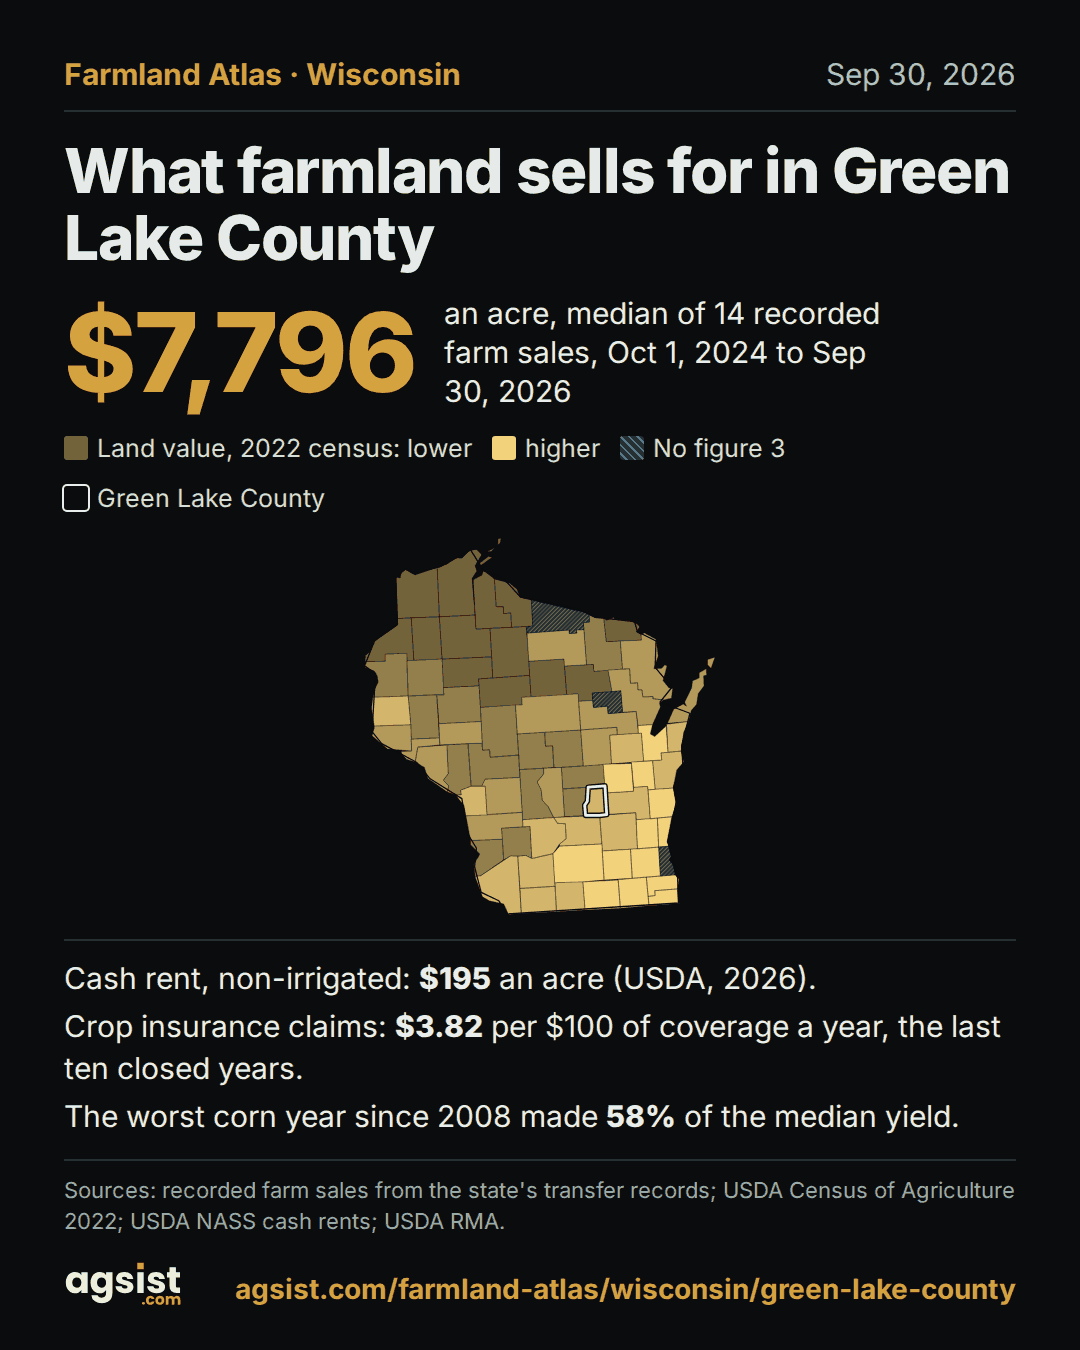 Farmland Atlas · Wisconsin
Sep 30, 2026
What farmland sells for in Green
Lake County
$7,796
an acre, median of 14 recorded
farm sales, Oct 1, 2024 to Sep
30, 2026
Land value, 2022 census: lower
higher
No figure 3
Green Lake County
Cash rent, non-irrigated: $195 an acre (USDA, 2026).
Crop insurance claims: $3.82 per $100 of coverage a year, the last
ten closed years.
The worst corn year since 2008 made 58% of the median yield.
Sources: recorded farm sales from the state's transfer records; USDA Census of Agriculture
2022; USDA NASS cash rents; USDA RMA.
agsist
.com
agsist.com/farmland-atlas/wisconsin/green-lake-county